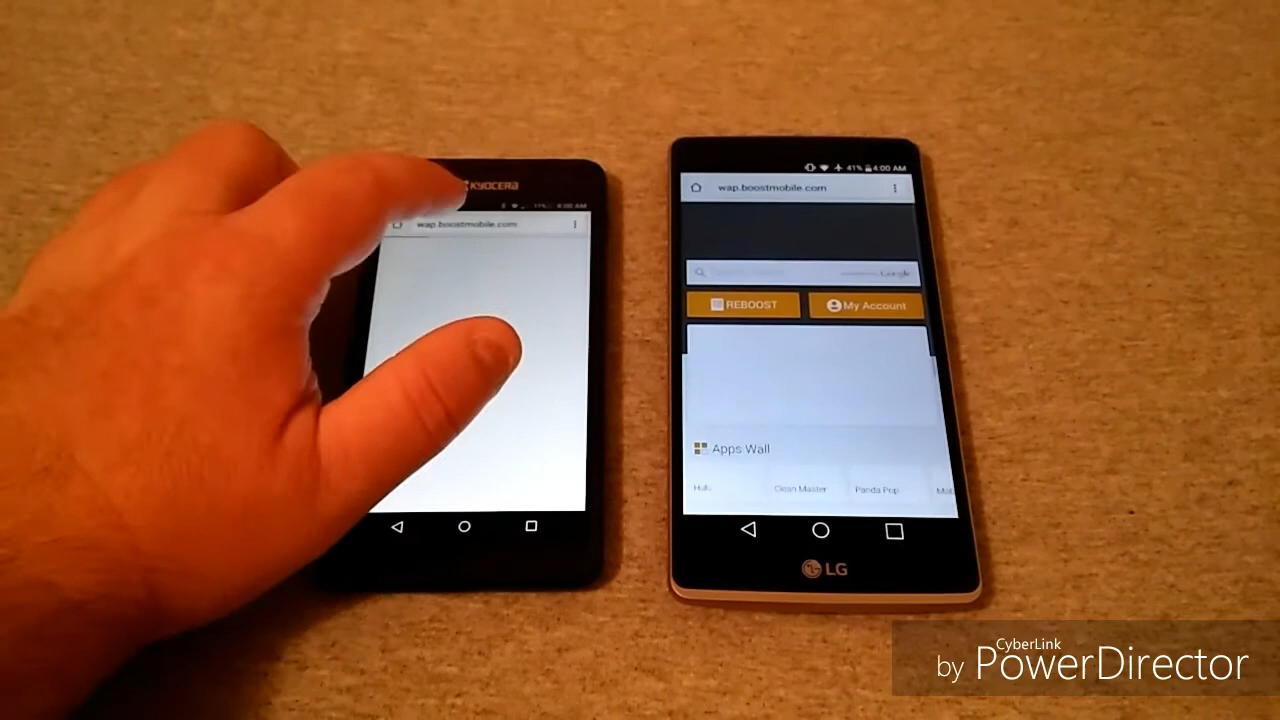 KYOCERA
wap.boostmobile.com
41% 4:00 AM
wap.boostmobile.com
Google
REBOOST
My Account
Apps Wall
Hulu
Clean Master
Panda Pop
LG
CyberLink
by PowerDirector